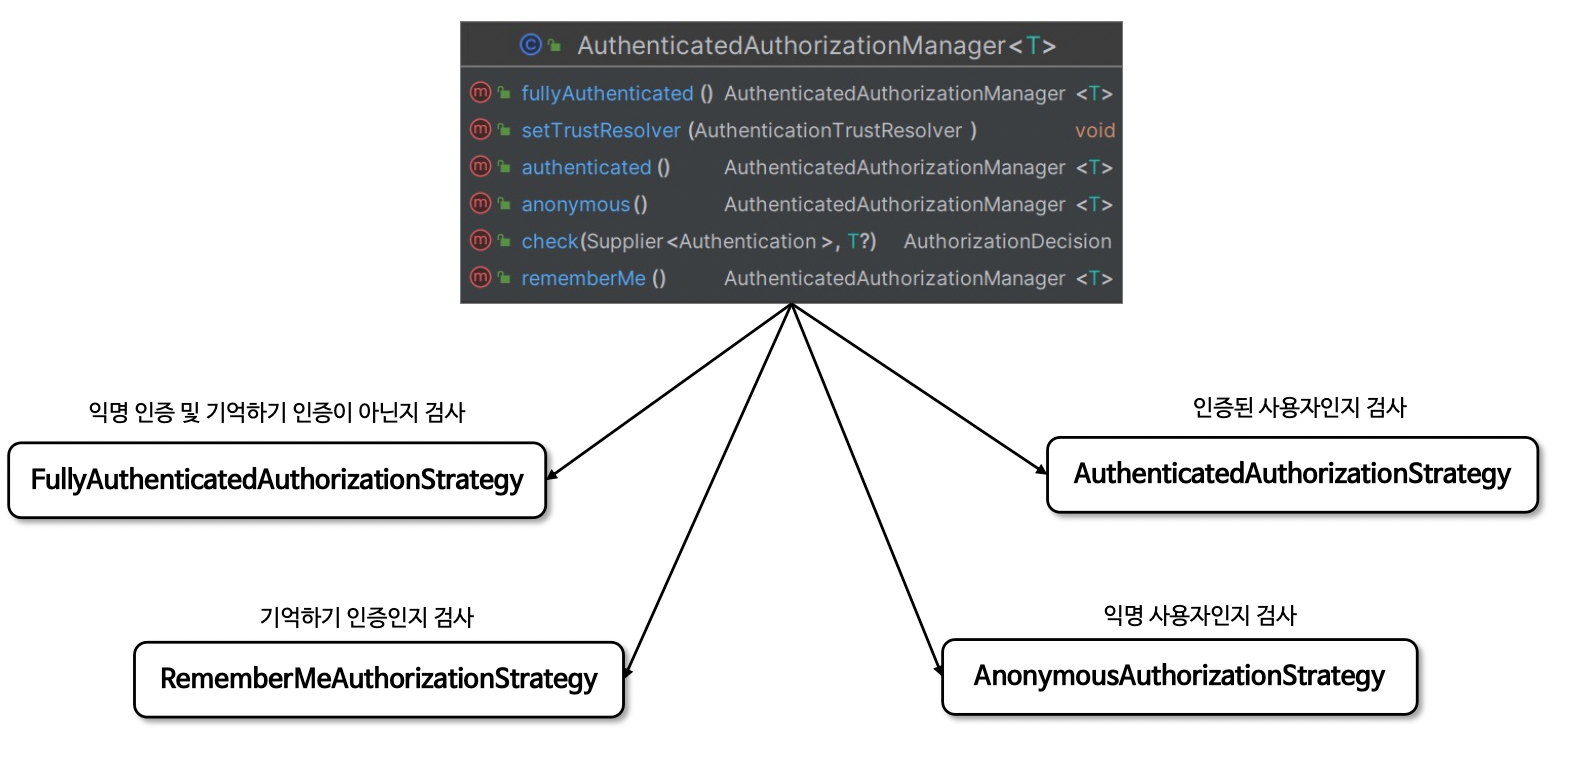 AuthenticatedAuthorizationManager<T>
fullyAuthenticated () AuthenticatedAuthorizationManager <T>
setTrustResolver (AuthenticationTrustResolver ) void
authenticated () AuthenticatedAuthorizationManager <T>
anonymous () AuthenticatedAuthorizationManager <T>
check(Supplier<Authentication>, T?) AuthorizationDecision
rememberMe () AuthenticatedAuthorizationManager <T>
익명 인증 및 기억하기 인증이 아닌지 검사
FullyAuthenticatedAuthorizationStrategy
인증된 사용자인지 검사
AuthenticatedAuthorizationStrategy
기억하기 인증인지 검사
RememberMeAuthorizationStrategy
익명 사용자인지 검사
AnonymousAuthorizationStrategy